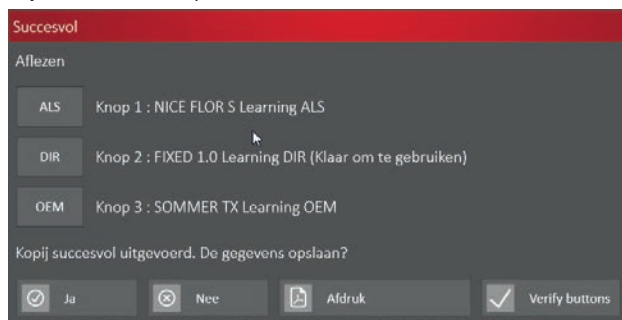 Succesvol
Aflezen
ALS Knop 1 : NICE FLOR S Learning ALS
DIR Knop 2 : FIXED 1.0 Learning DIR (Klaar om te gebruiken)
OEM Knop 3 : SOMMER TX Learning OEM
Kopij succesvol uitgevoerd. De gegevens opslaan?
Ja Nee Afdruk Verify buttons